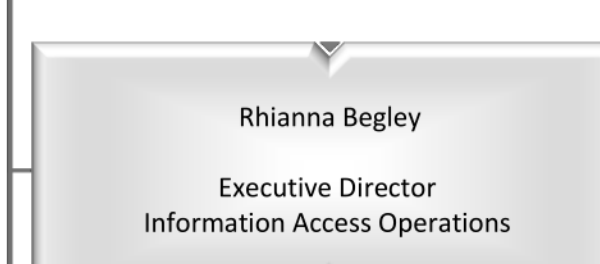 Rhianna Begley
Executive Director
Information Access Operations